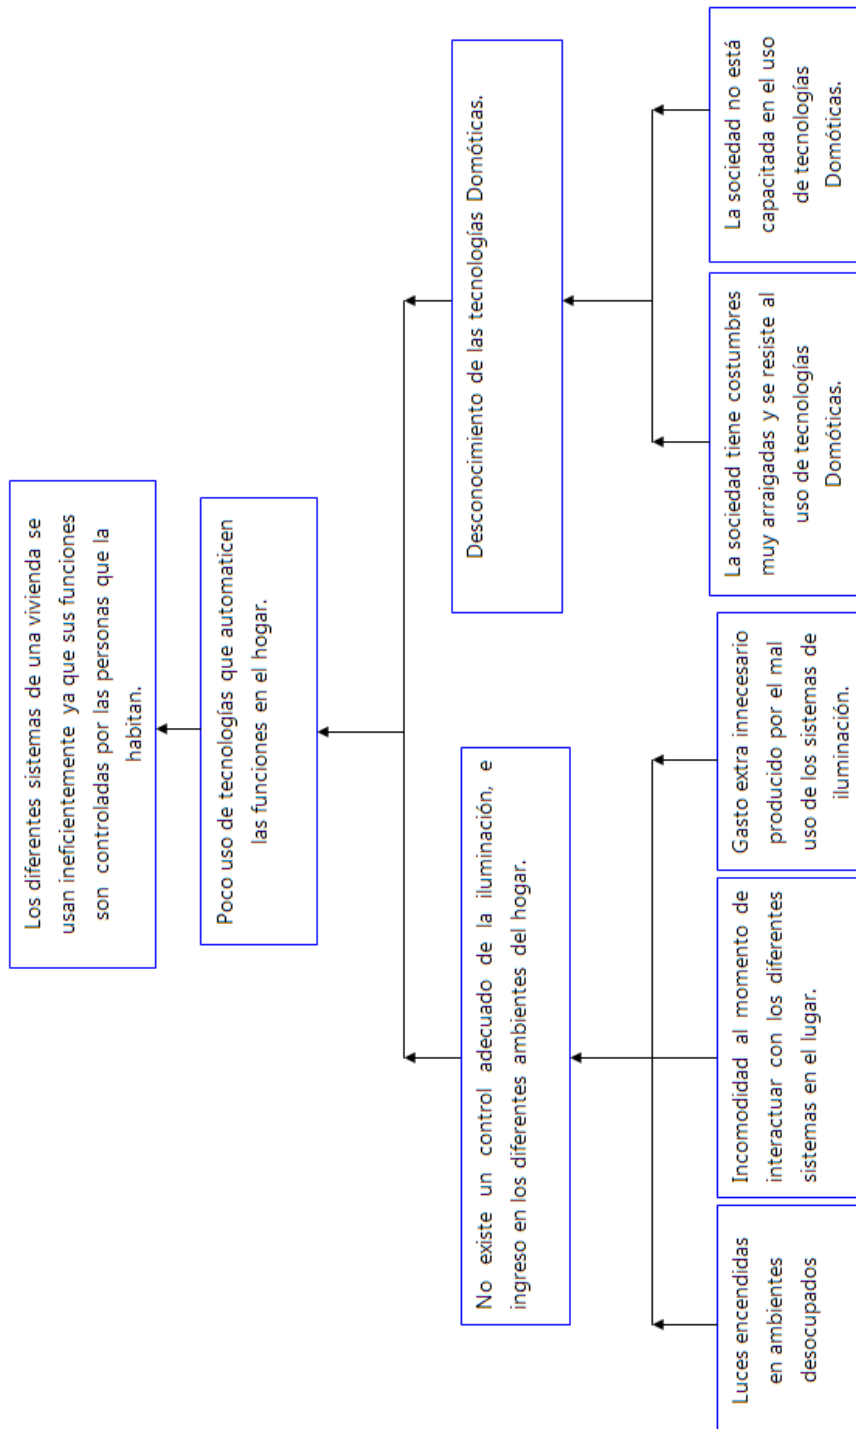 Los diferentes sistemas de una vivienda se
usan ineficientemente ya que sus funciones
son controladas por las personas que la
habitan.
Poco uso de tecnologías que automaticen
las funciones en el hogar.
No existe un control adecuado de la iluminación, e
ingreso en los diferentes ambientes del hogar.
Desconocimiento de las tecnologías Domóticas.
Luces encendidas
en ambientes
desocupados
Incomodidad al momento de
interactuar con los diferentes
sistemas en el lugar.
Gasto extra innecesario
producido por el mal
uso de los sistemas de
iluminación.
La sociedad tiene costumbres
muy arraigadas y se resiste al
uso de tecnologías
Domóticas.
La sociedad no está
capacitada en el uso
de tecnologías
Domóticas.